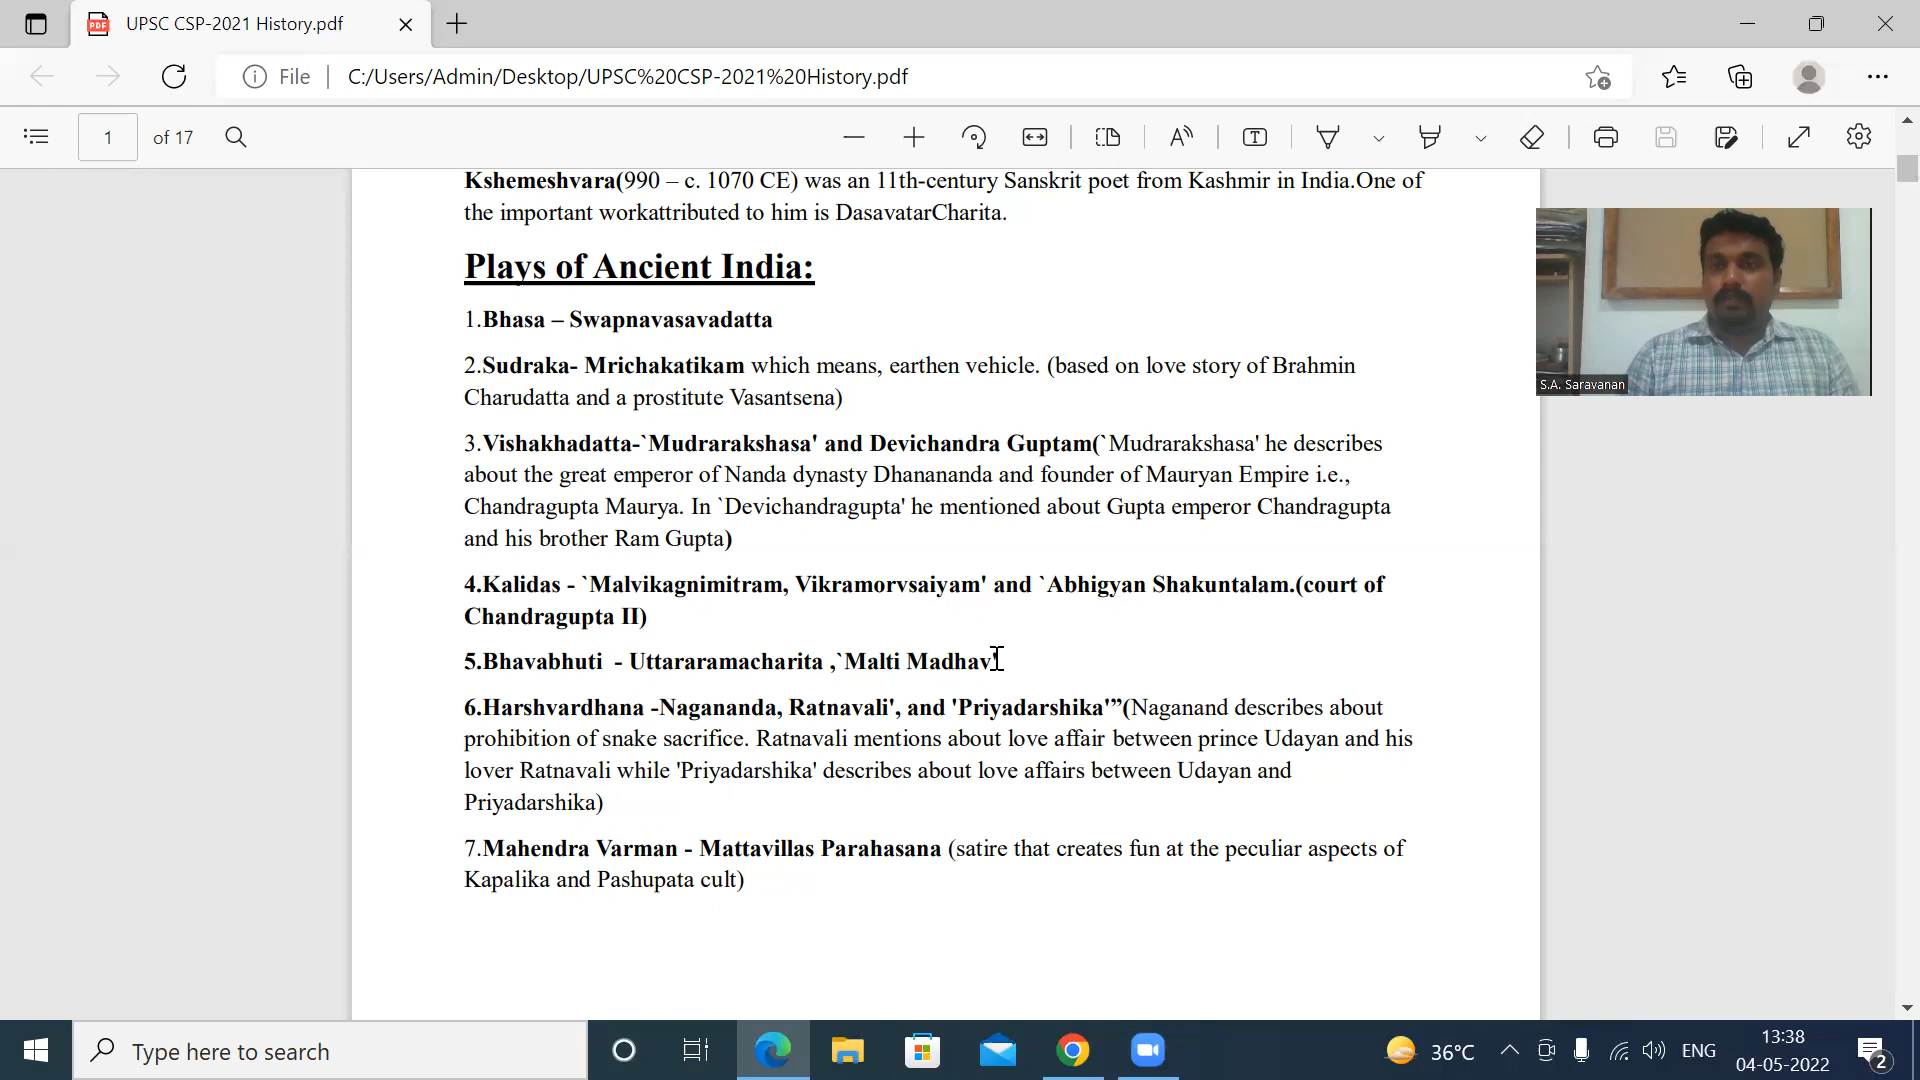 UPSC CSP-2021 History.pdf
File
C:/Users/Admin/Desktop/UPSC%20CSP-2021%20History.pdf
1 of 17
Kshemeshvara(990 – c. 1070 CE) was an 11th-century Sanskrit poet from Kashmir in India.One of
the important workattributed to him is DasavatarCharita.
Plays of Ancient India:
1.Bhasa – Swapnavasavadatta
2.Sudraka- Mrichakatikam which means, earthen vehicle. (based on love story of Brahmin
Charudatta and a prostitute Vasantsena)
3.Vishakhadatta-`Mudrarakshasa' and Devichandra Guptam(`Mudrarakshasa' he describes
about the great emperor of Nanda dynasty Dhanananda and founder of Mauryan Empire i.e.,
Chandragupta Maurya. In `Devichandragupta' he mentioned about Gupta emperor Chandragupta
and his brother Ram Gupta)
4.Kalidas - `Malvikagnimitram, Vikramorvsaiyam' and `Abhigyan Shakuntalam.(court of
Chandragupta II)
5.Bhavabhuti - Uttararamacharita ,`Malti Madhav'
6.Harshvardhana -Nagananda, Ratnavali', and 'Priyadarshika'”(Naganand describes about
prohibition of snake sacrifice. Ratnavali mentions about love affair between prince Udayan and his
lover Ratnavali while 'Priyadarshika' describes about love affairs between Udayan and
Priyadarshika)
7.Mahendra Varman - Mattavillas Parahasana (satire that creates fun at the peculiar aspects of
Kapalika and Pashupata cult)
S.A. Saravanan
Type here to search
36°C
ENG
13:38
04-05-2022
2